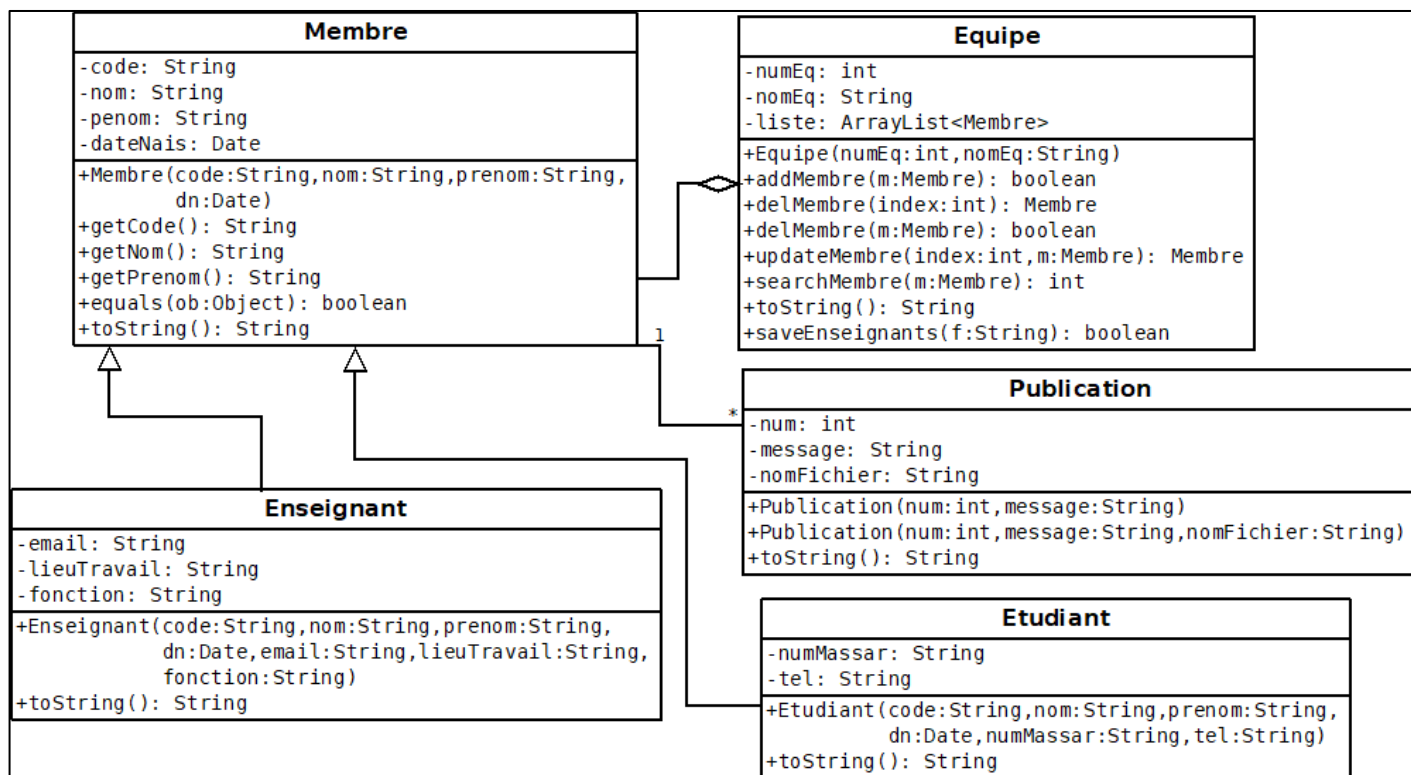 Membre
-code: String
-nom: String
-penom: String
-dateNais: Date
+Membre(code:String,nom:String,prenom:String,
dn:Date)
+getCode(): String
+getNom(): String
+getPrenom(): String
+equals(ob:Object): boolean
+toString(): String
Equipe
-numEq: int
-nomEq: String
-liste: ArrayList<Membre>
+Equipe(numEq:int,nomEq:String)
+addMembre(m:Membre): boolean
+delMembre(index:int): Membre
+delMembre(m:Membre): boolean
+updateMembre(index:int,m:Membre): Membre
+searchMembre(m:Membre): int
+toString(): String
+saveEnseignants(f:String): boolean
1
*
Publication
-num: int
-message: String
-nomFichier: String
+Publication(num:int,message:String)
+Publication(num:int,message:String,nomFichier:String)
+toString(): String
Enseignant
-email: String
-lieuTravail: String
-fonction: String
+Enseignant(code:String,nom:String,prenom:String,
dn:Date,email:String,lieuTravail:String,
fonction:String)
+toString(): String
Etudiant
-numMassar: String
-tel: String
+Etudiant(code:String,nom:String,prenom:String,
dn:Date,numMassar:String,tel:String)
+toString(): String